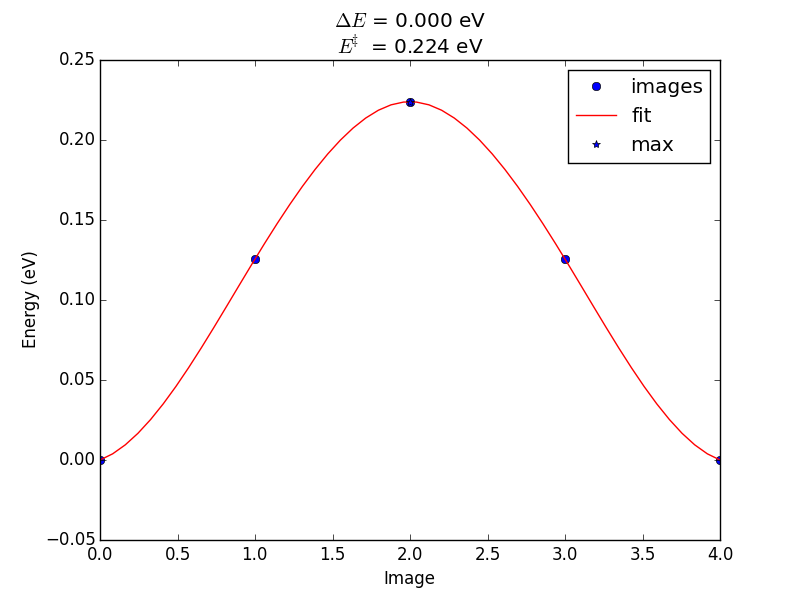 ΔE = 0.000 eV
E‡ = 0.224 eV
0.25
0.20
0.15
0.10
0.05
0.00
−0.05
Energy (eV)
images
fit
max
0.0 0.5 1.0 1.5 2.0 2.5 3.0 3.5 4.0
Image